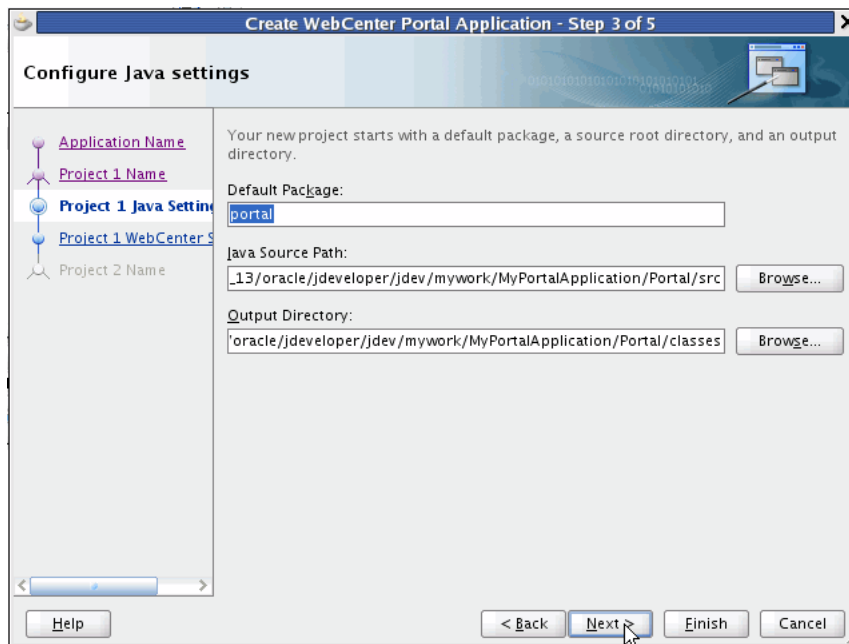 Create WebCenter Portal Application - Step 3 of 5
Configure Java settings
Application Name
Project 1 Name
Project 1 Java Setting
Project 1 WebCenter S
Project 2 Name
Your new project starts with a default package, a source root directory, and an output
directory.
Default Package:
portal
Java Source Path:
_13/oracle/jdeveloper/jdev/mywork/MyPortalApplication/Portal/src
Browse...
Output Directory:
'oracle/jdeveloper/jdev/mywork/MyPortalApplication/Portal/classes
Browse...
Help
< Back
Next >
Finish
Cancel